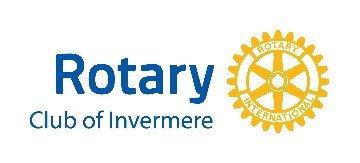 Rotary
Club of Invermere
ROTARY
INTERNATIONAL